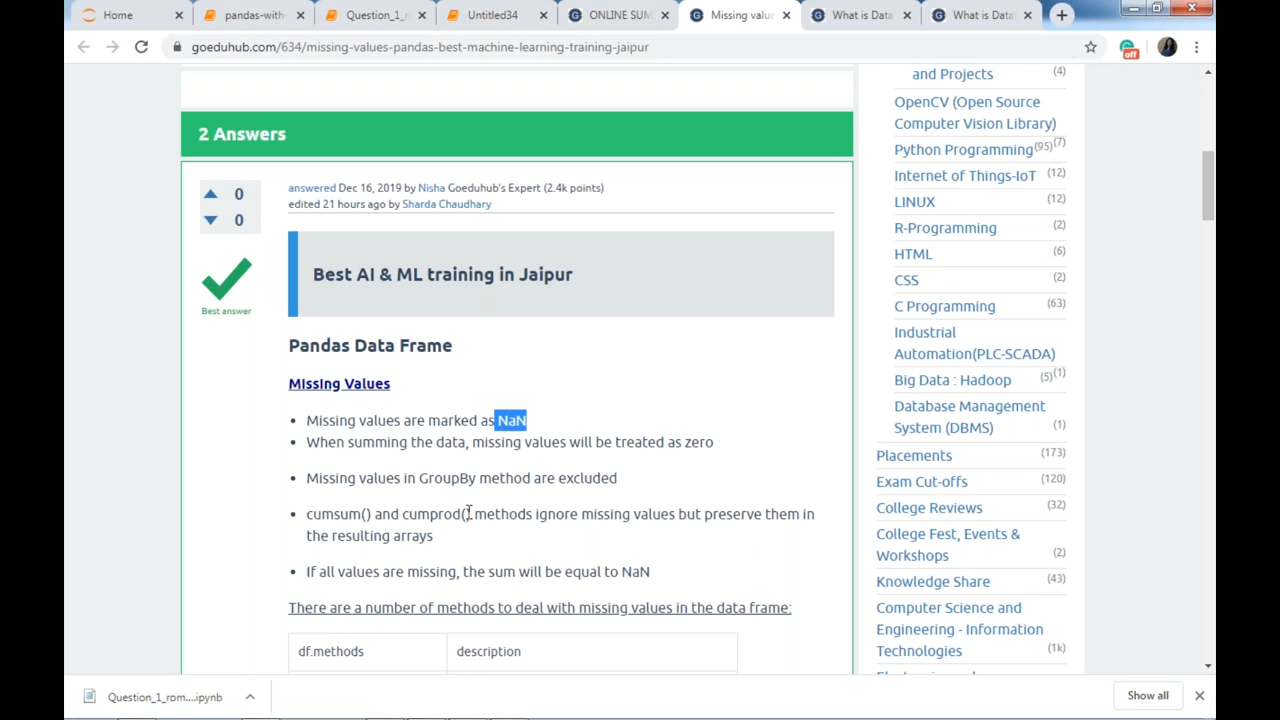 Home
pandas-with-
Question_1_r
Untitled34
ONLINE SUM
Missing value
What is Data
What is Data
goeduhub.com/634/missing-values-pandas-best-machine-learning-training-jaipur
off
2 Answers
0
0
Best answer
answered Dec 16, 2019 by Nisha Goeduhub's Expert (2.4k points)
edited 21 hours ago by Sharda Chaudhary
Best AI & ML training in Jaipur
Pandas Data Frame
Missing Values
• Missing values are marked as NaN
• When summing the data, missing values will be treated as zero
• Missing values in GroupBy method are excluded
• cumsum() and cumprod() methods ignore missing values but preserve them in
the resulting arrays
• If all values are missing, the sum will be equal to NaN
There are a number of methods to deal with missing values in the data frame:
df.methods description
and Projects (4)
OpenCV (Open Source
Computer Vision Library)
(7)
Python Programming (95)
Internet of Things-IoT (12)
LINUX (12)
R-Programming (2)
HTML (6)
CSS (2)
C Programming (63)
Industrial
Automation(PLC-SCADA)
(1)
Big Data : Hadoop (5)
Database Management
System (DBMS) (1)
Placements (173)
Exam Cut-offs (120)
College Reviews (32)
College Fest, Events &
Workshops (2)
Knowledge Share (43)
Computer Science and
Engineering - Information
Technologies (1k)
Question_1_rom....ipynb
Show all